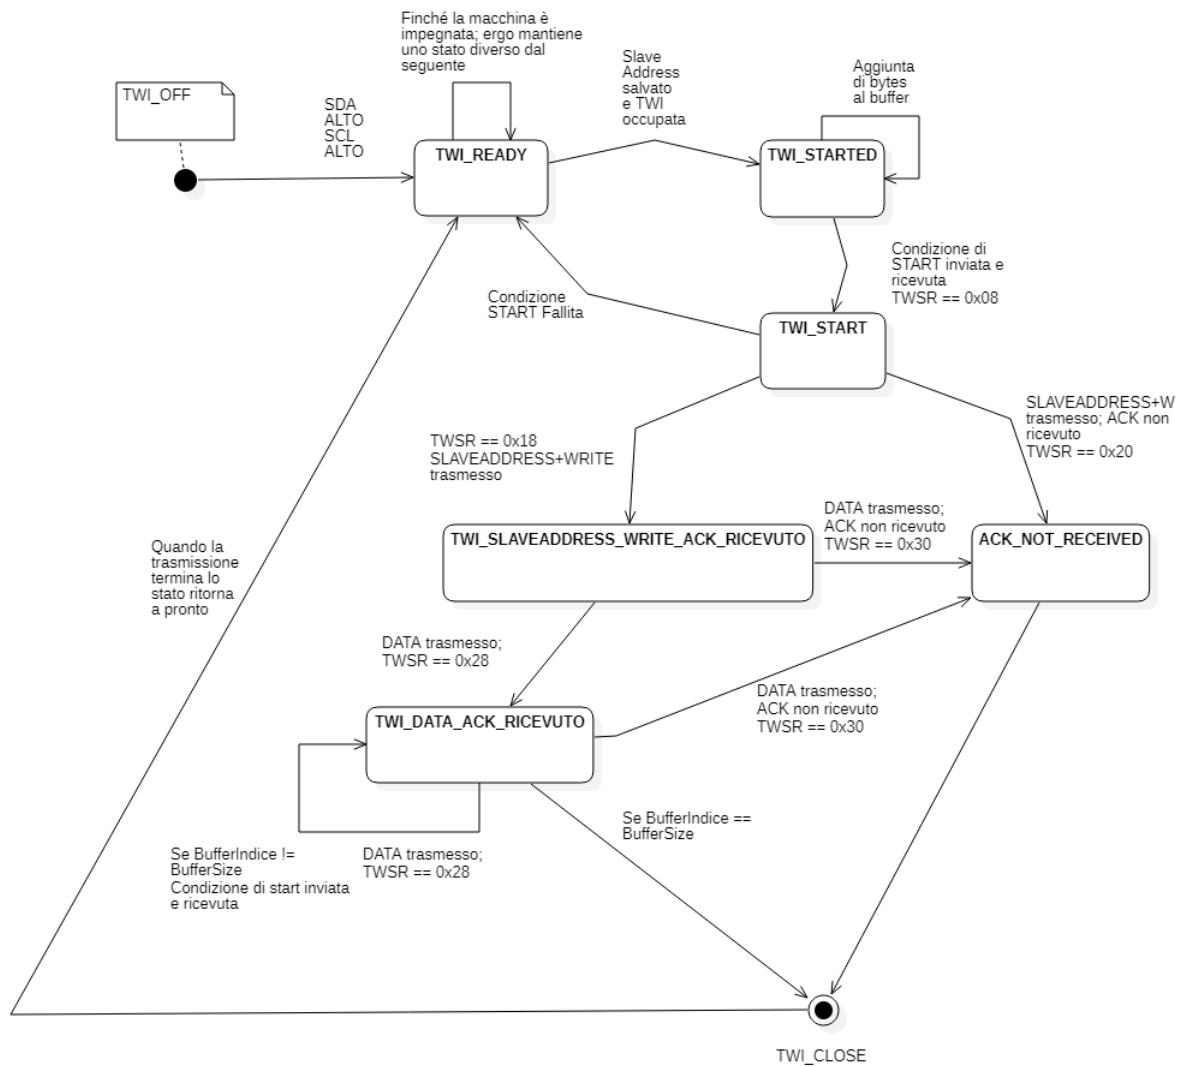 Finché la macchina è
impegnata; ergo mantiene
uno stato diverso dal
seguente
Slave
Address
salvato
e TWI
occupata
Aggiunta
di bytes
al buffer
TWI_OFF
SDA
ALTO
SCL
ALTO
TWI_READY
TWI_STARTED
Condizione di
START inviata e
ricevuta
TWSR == 0x08
Condizione
START Fallita
TWI_START
SLAVEADDRESS+W
trasmesso; ACK non
ricevuto
TWSR == 0x20
TWSR == 0x18
SLAVEADDRESS+WRITE
trasmesso
DATA trasmesso;
ACK non ricevuto
TWSR == 0x30
TWI_SLAVEADDRESS_WRITE_ACK_RICEVUTO
ACK_NOT_RECEIVED
Quando la
trasmissione
termina lo
stato ritorna
a pronto
DATA trasmesso;
TWSR == 0x28
DATA trasmesso;
ACK non ricevuto
TWSR == 0x30
TWI_DATA_ACK_RICEVUTO
Se BufferIndice ==
BufferSize
Se BufferIndice !=
BufferSize
Condizione di start inviata
e ricevuta
DATA trasmesso;
TWSR == 0x28
TWI_CLOSE